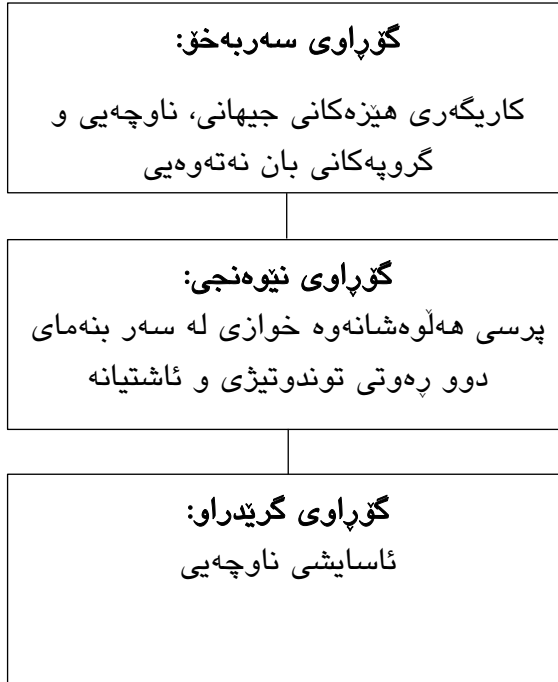 گۆڕاوی سەربەخۆ:
کاریگەری هێزەکانی جیهانی، ناوچەیی و
گروپەکانی بان نەتەوەیی
گۆڕاوی نێوەنجی:
پرسی هەڵوەشانەوە خوازی لە سەر بنەمای
دوو ڕەوتی توندوتیژی و ئاشتیانە
گۆڕاوی گرێدراو:
ئاسایشی ناوچەیی